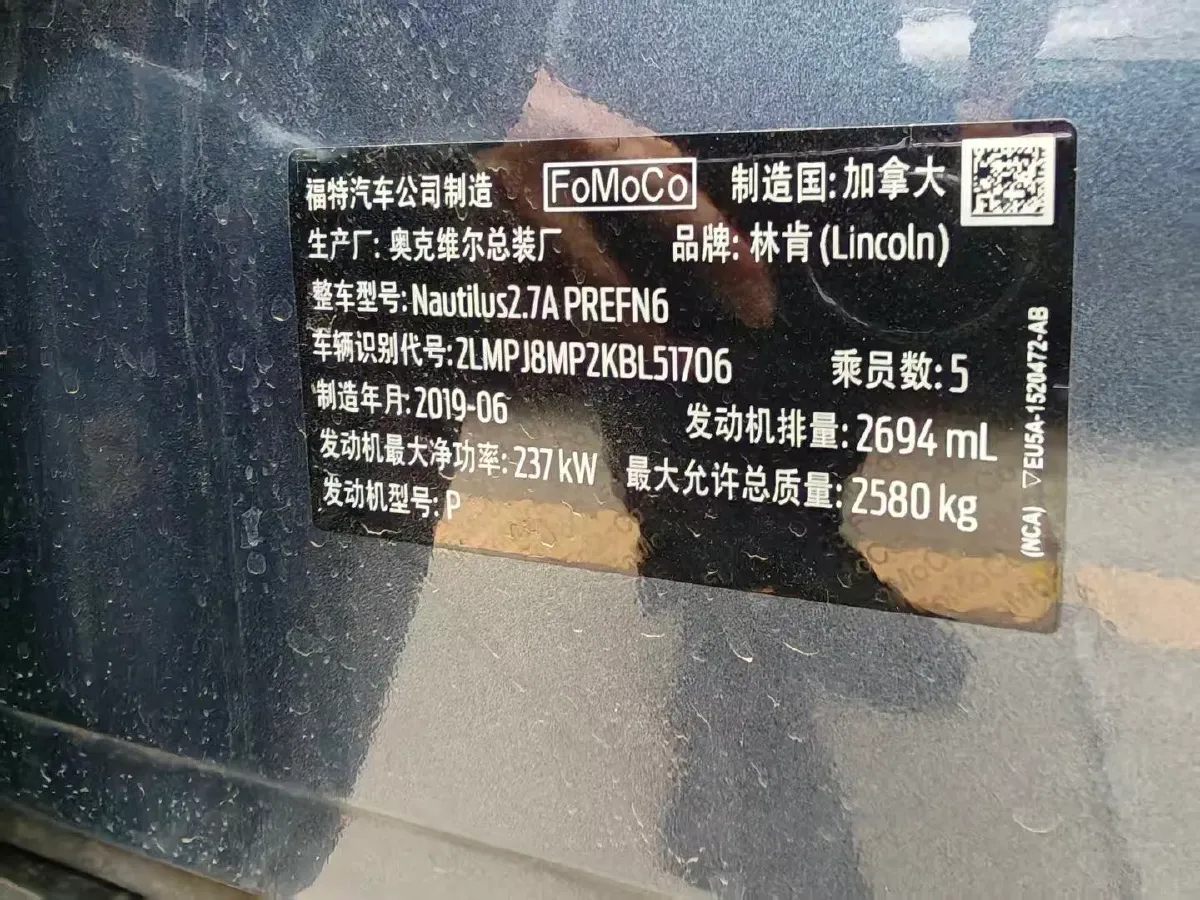 福特汽车公司制造 FoMoCo 制造国:加拿大
生产厂: 奥克维尔总装厂 品牌: 林肯 (Lincoln)
整车型号: Nautilus2.7A PREFN6
车辆识别代号: 2LMPJ8MP2KBL51706 乘员数: 5
制造年月: 2019-06 发动机排量: 2694 mL
发动机最大净功率: 237 kW 最大允许总质量: 2580 kg
发动机型号: P
(NCA) ▽EU5A-1520472-AB